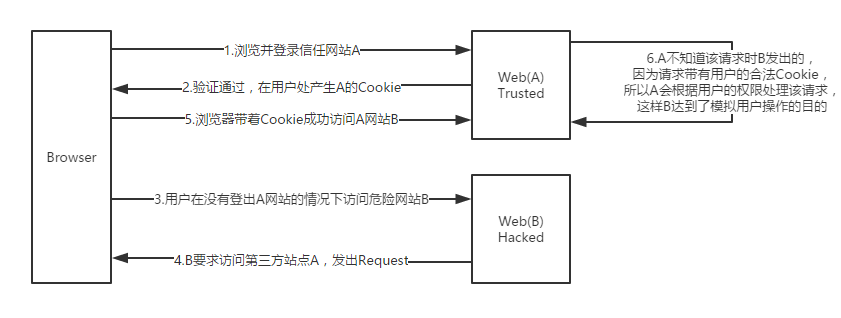 1.浏览并登录信任网站A
6.A不知道该请求时B发出的，
因为请求带有用户的合法Cookie，
所以A会根据用户的权限处理该请求，
这样B达到了模拟用户操作的目的
Web(A)
Trusted
2.验证通过，在用户处产生A的Cookie
5.浏览器带着Cookie成功访问A网站B
Browser
3.用户在没有登出A网站的情况下访问危险网站B
Web(B)
Hacked
4.B要求访问第三方站点A，发出Request